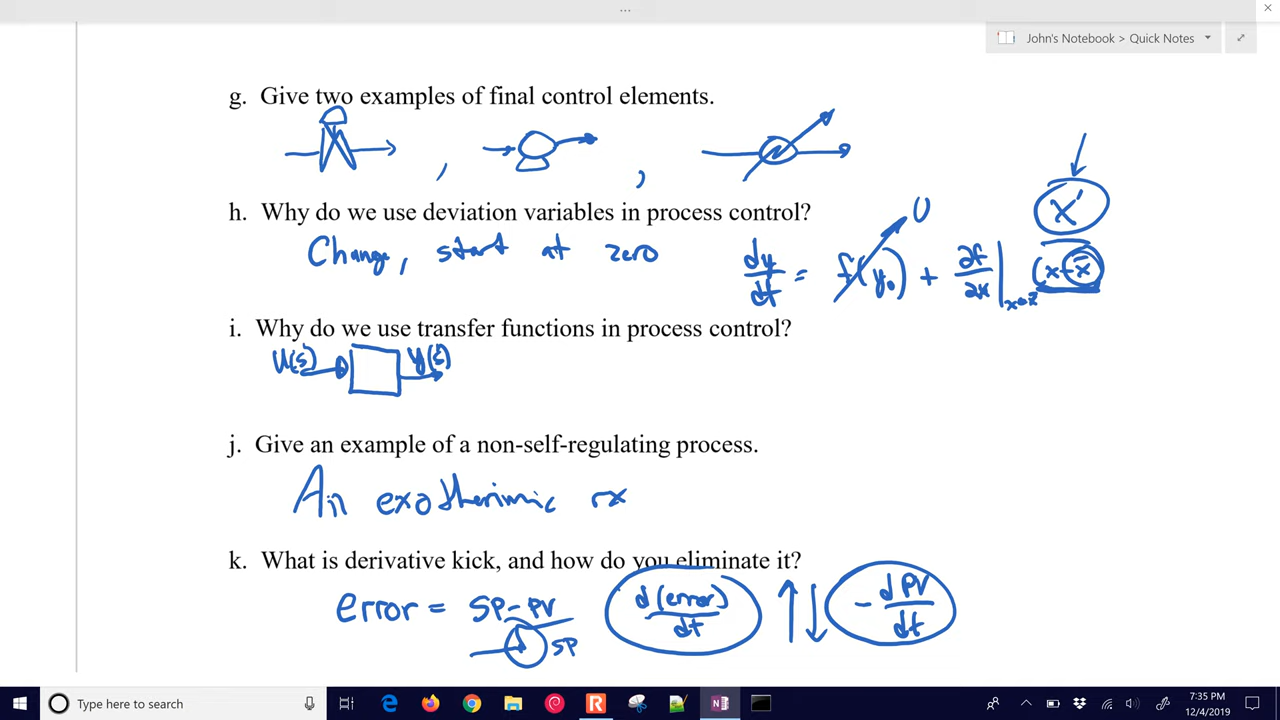 John's Notebook > Quick Notes
g. Give two examples of final control elements.
, ,
h. Why do we use deviation variables in process control?
x'
0
Change, start at zero
dy/dt = f(y₀) + ∂f/∂x | (x-x̄)
i. Why do we use transfer functions in process control?
U(s) y(s)
j. Give an example of a non-self-regulating process.
An exotherimic rx
k. What is derivative kick, and how do you eliminate it?
error = SP-PV d(error)/dt ↑↓ -dPV/dt
SP
Type here to search
7:35 PM
12/4/2019